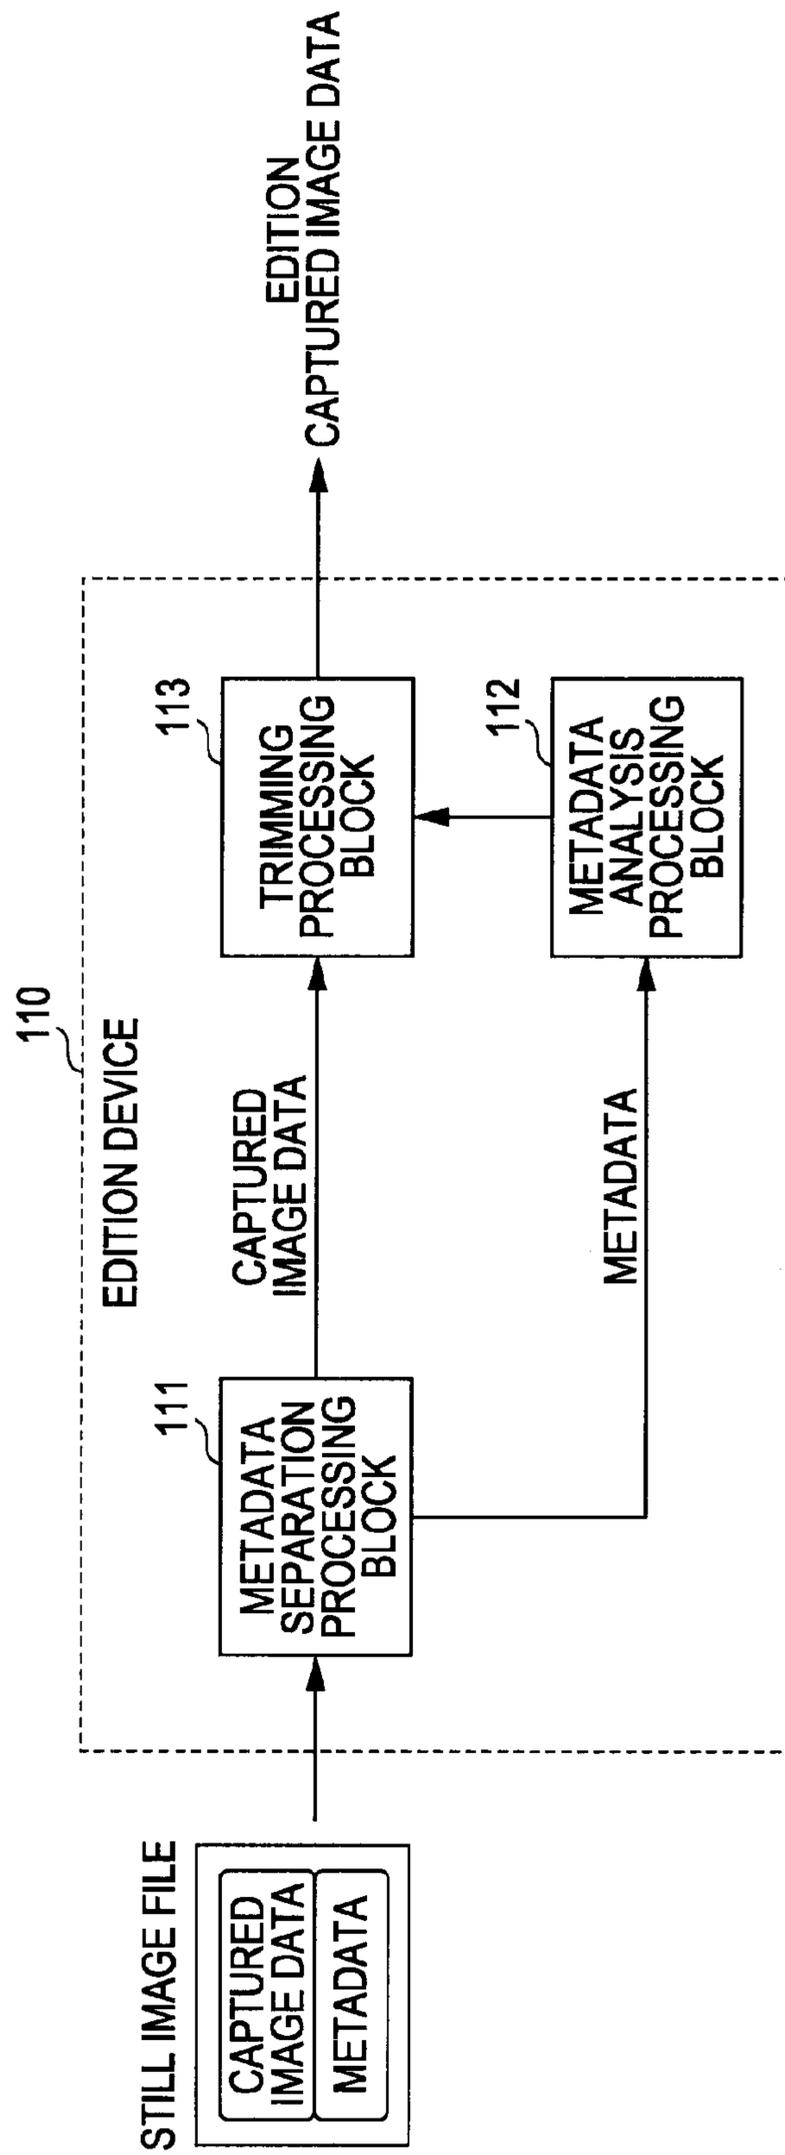 STILL IMAGE FILE
CAPTURED
IMAGE DATA
METADATA
110
EDITION DEVICE
111
METADATA
SEPARATION
PROCESSING
BLOCK
CAPTURED
IMAGE DATA
METADATA
113
TRIMMING
PROCESSING
BLOCK
112
METADATA
ANALYSIS
PROCESSING
BLOCK
EDITION
CAPTURED IMAGE DATA